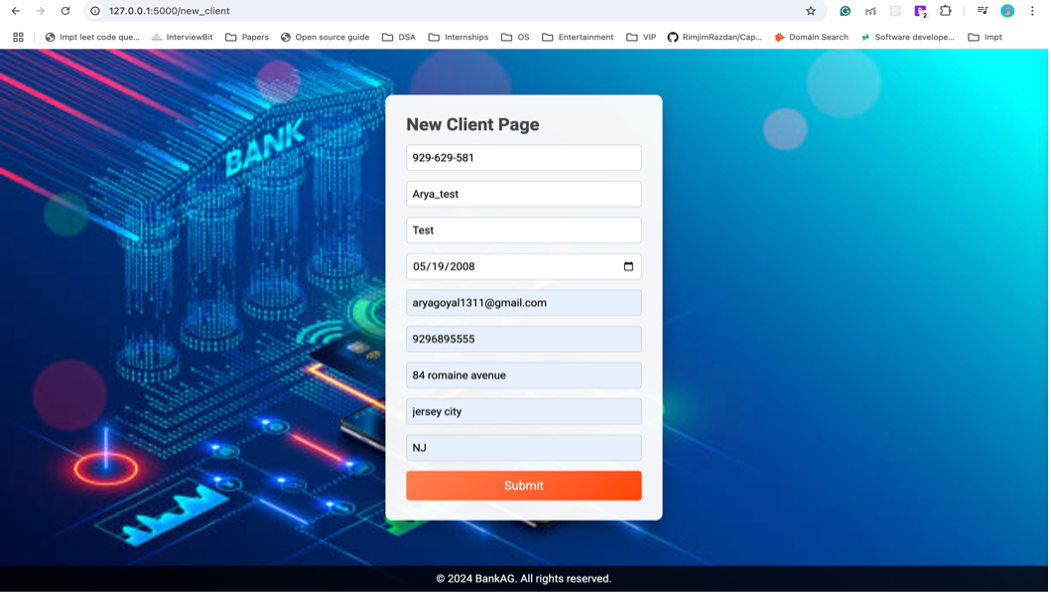 127.0.0.1:5000/new_client
2
Impt leet code que...
InterviewBit
Papers
Open source guide
DSA
Internships
OS
Entertainment
VIP
RimjimRazdan/Cap...
Domain Search
Software develope...
Impt
BANK
New Client Page
929-629-581
Arya_test
Test
05/19/2008
aryagoyal1311@gmail.com
9296895555
84 romaine avenue
jersey city
NJ
Submit
© 2024 BankAG. All rights reserved.